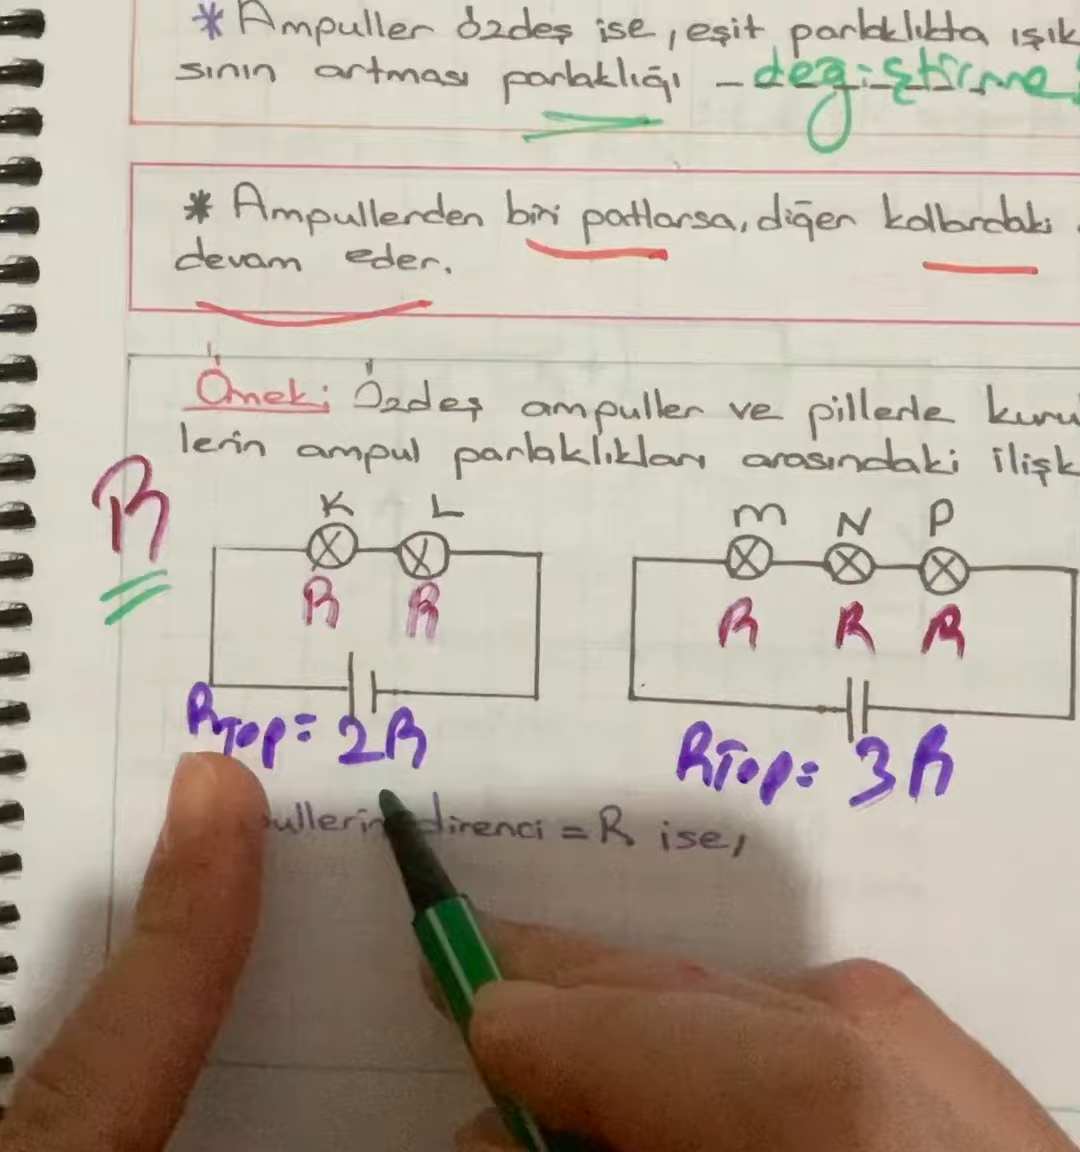 * Ampuller özdeş ise, eşit parlaklıkta ışık
sının artması parlaklığı değiştirme
* Ampullerden biri patlarsa, diğer kollardaki
devam eder.
Örnek: Özdeş ampuller ve pillerle kuru
lerin ampul parlaklıkları arasındaki ilişk
R
K L
R R
RTop= 2R
M N P
R R R
RTop= 3R
direnci = R ise,